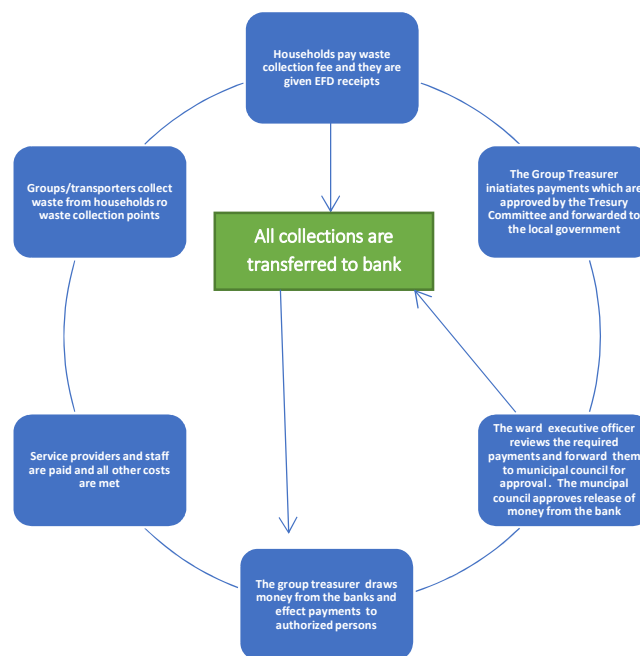 Households pay waste
collection fee and they are
given EFD receipts
Groups/transporters collect
waste from households ro
waste collection points
The Group Treasurer
iniatiates payments which are
approved by the Tresury
Committee and forwarded to
the local government
All collections are
transferred to bank
Service providers and staff
are paid and all other costs
are met
The ward executive officer
reviews the required
payments and forward them
to municipal council for
approval . The muncipal
council approves release of
money from the bank
The group treasurer draws
money from the banks and
effect payments to
authorized persons